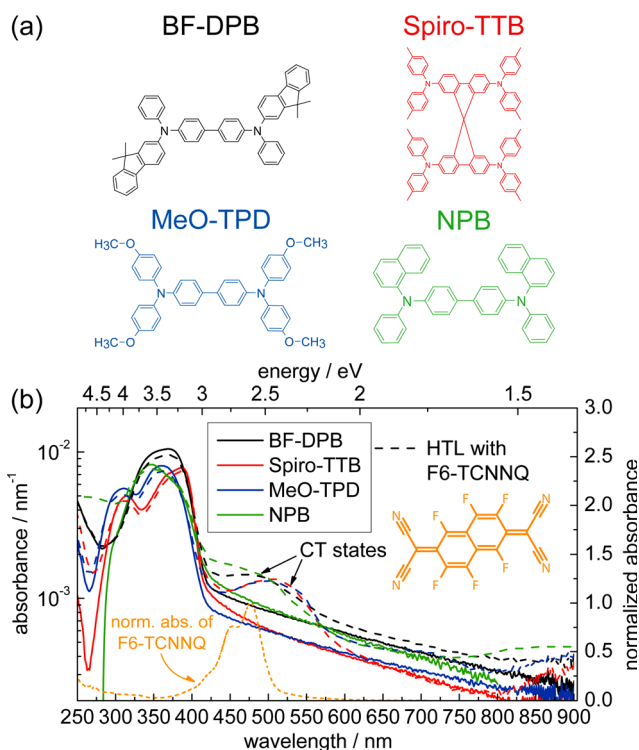 (a)
BF-DPB
Spiro-TTB
N
N
N
N
N
N
MeO-TPD
NPB
H3C-O
O-CH3
N
N
H3C-O
O-CH3
N
N
energy / eV
4.5 4 3.5 3 2.5 2 1.5
(b)
absorbance / nm-1
10-2
10-3
BF-DPB
Spiro-TTB
MeO-TPD
NPB
HTL with
F6-TCNNQ
CT states
N
N
F
F
F
F
F
F
N
N
norm. abs. of
F6-TCNNQ
3.0
2.5
2.0
1.5
1.0
0.5
0.0
normalized absorbance
250 300 350 400 450 500 550 600 650 700 750 800 850 900
wavelength / nm